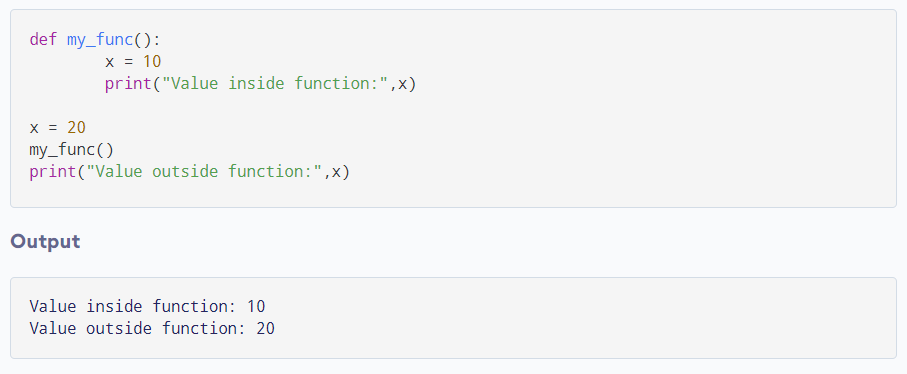 def my_func():
        x = 10
        print("Value inside function:",x)
x = 20
my_func()
print("Value outside function:",x)
Output
Value inside function: 10
Value outside function: 20